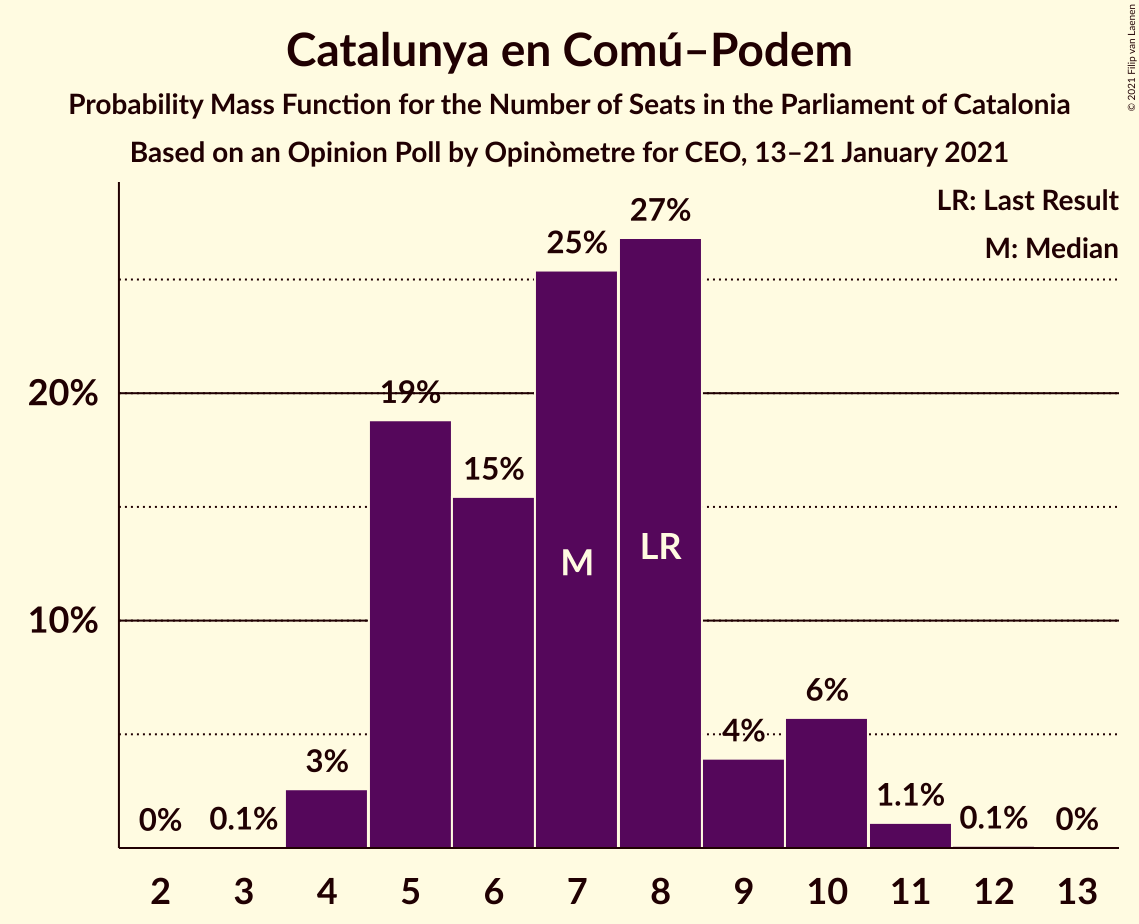 Catalunya en Comú–Podem
Probability Mass Function for the Number of Seats in the Parliament of Catalonia
Based on an Opinion Poll by Opinòmetre for CEO, 13–21 January 2021
© 2021 Filip van Laenen
LR: Last Result
M: Median
20%
10%
0%
0.1%
3%
19%
15%
25%
27%
4%
6%
1.1%
0.1%
0%
M
LR
2 3 4 5 6 7 8 9 10 11 12 13